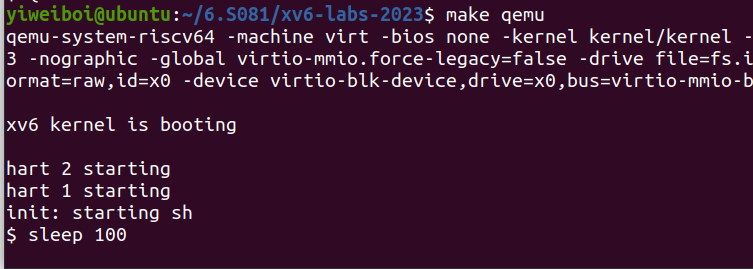 yiweiboi@ubuntu:~/6.S081/xv6-labs-2023$ make qemu
qemu-system-riscv64 -machine virt -bios none -kernel kernel/kernel -
3 -nographic -global virtio-mmio.force-legacy=false -drive file=fs.i
ormat=raw,id=x0 -device virtio-blk-device,drive=x0,bus=virtio-mmio-b
xv6 kernel is booting
hart 2 starting
hart 1 starting
init: starting sh
$ sleep 100